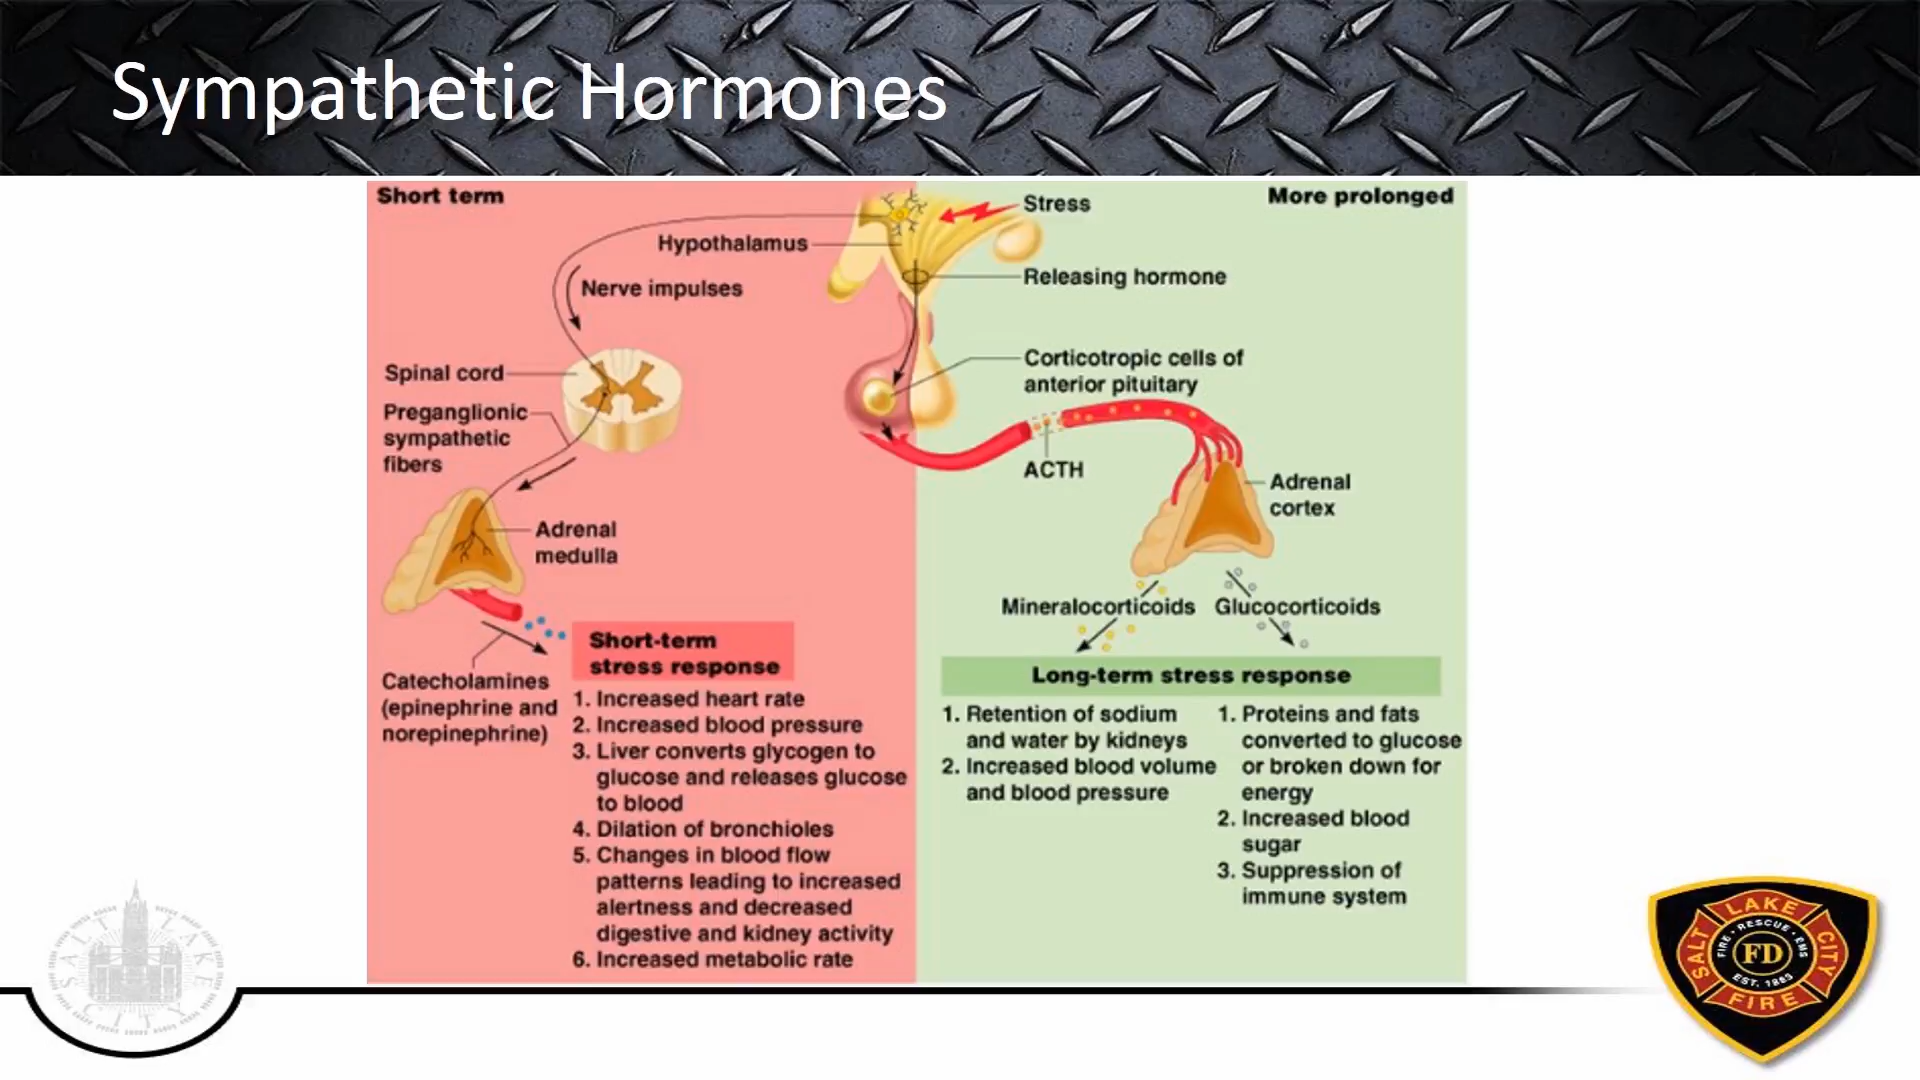 Sympathetic Hormones
Short term
More prolonged
Stress
Hypothalamus
Releasing hormone
Nerve impulses
Corticotropic cells of
anterior pituitary
Spinal cord
Preganglionic
sympathetic
fibers
ACTH
Adrenal
cortex
Adrenal
medulla
Mineralocorticoids
Glucocorticoids
Catecholamines
(epinephrine and
norepinephrine)
Short-term
stress response
1. Increased heart rate
2. Increased blood pressure
3. Liver converts glycogen to
glucose and releases glucose
to blood
4. Dilation of bronchioles
5. Changes in blood flow
patterns leading to increased
alertness and decreased
digestive and kidney activity
6. Increased metabolic rate
Long-term stress response
1. Retention of sodium
and water by kidneys
2. Increased blood volume
and blood pressure
1. Proteins and fats
converted to glucose
or broken down for
energy
2. Increased blood
sugar
3. Suppression of
immune system
SALT LAKE CITY
SALT LAKE CITY
FIRE
FIRE • RESCUE • EMS
FD
EST. 1883